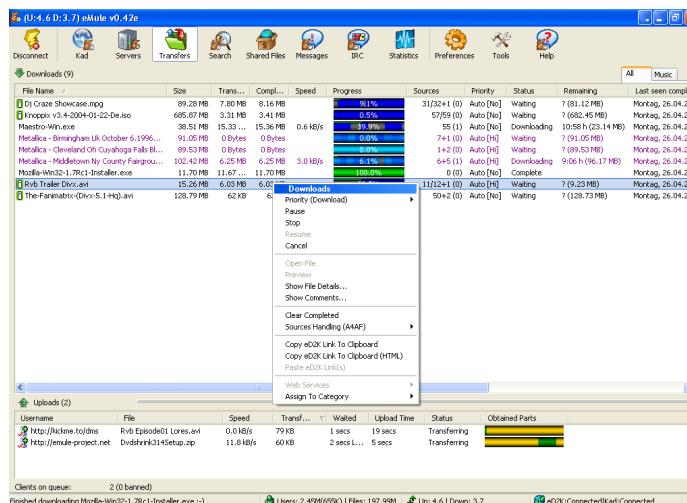 (U:4.6 D:3.7) eMule v0.42e
Disconnect Kad Servers Transfers Search Shared Files Messages IRC Statistics Preferences Tools Help
Downloads (9) All Music
File Name Size Trans... Compl... Speed Progress Sources Priority Status Remaining Last seen compl
DJ Craze Showcase.mpg 89.28 MB 7.80 MB 8.16 MB 9.1% 31/32+1 (0) Auto [No] Waiting ? (81.12 MB) Montag, 26.04.2
Knoppix v3.4-2004-01-22-De.iso 685.87 MB 3.31 MB 3.41 MB 0.5% 57/59 (0) Auto [No] Waiting ? (682.45 MB) Montag, 26.04.2
Maestro-Win.exe 38.51 MB 15.33 ... 15.36 MB 0.6 kB/s 39.9% 55 (1) Auto [No] Downloading 10:58 h (23.14 MB) Montag, 26.04.2
Metallica - Birmingham Uk October 6.1996... 91.05 MB 0 Bytes 0 Bytes 0.0% 7+1 (0) Auto [Hi] Waiting ? (91.05 MB) Montag, 26.04.2
Metallica - Cleveland Oh Cuyahoga Falls Bl... 89.53 MB 0 Bytes 0 Bytes 0.0% 1+2 (0) Auto [Hi] Waiting ? (89.53 MB) Montag, 26.04.2
Metallica - Middletown Ny County Fairgrou... 102.42 MB 6.25 MB 6.25 MB 3.0 kB/s 6.1% 6+5 (1) Auto [Hi] Downloading 9:06 h (96.17 MB) Montag, 26.04.2
Mozilla-Win32-1.7Rc1-Installer.exe 11.70 MB 11.67 ... 11.70 MB 100.0% 0 (0) Auto [No] Complete Montag, 26.04.2
Rvb Trailer Divx.avi 15.26 MB 6.03 MB 11/12+1 (0) Auto [Hi] Waiting ? (9.23 MB) Montag, 26.04.2
The-Fanimatrix-(Divx-5.1-Hq).avi 128.79 MB 62 KB 50+2 (0) Auto [Hi] Waiting ? (128.73 MB) Montag, 26.04.2
Downloads
Priority (Download)
Pause
Stop
Resume
Cancel
Open File
Preview
Show File Details...
Show Comments...
Clear Completed
Sources Handling (A4AF)
Copy eD2K Link To Clipboard
Copy eD2K Link To Clipboard (HTML)
Paste eD2K Link(s)
Web Services
Assign To Category
Uploads (2)
Username File Speed Transf... Waited Upload Time Status Obtained Parts
http://kickme.to/dms Rvb Episode01 Lores.avi 0.0 kB/s 79 KB 1 secs 19 secs Transferring
http://emule-project.net Dvdshrink314Setup.zip 11.8 kB/s 60 KB 2 secs L... 5 secs Transferring
Clients on queue: 2 (0 banned)
Finished downloading Mozilla-Win32-1.7Rc1-Installer.exe :-) Users: 2.45M(655K) | Files: 197.99M Up: 4.6 | Down: 3.7 eD2K:Connected|Kad:Connected